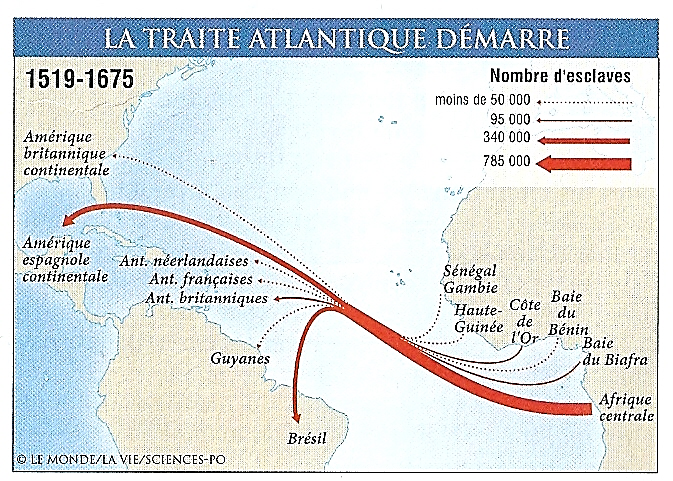 LA TRAITE ATLANTIQUE DÉMARRE
1519-1675
Nombre d'esclaves
moins de 50 000
95 000
340 000
785 000
Amérique
britannique
continentale
Amérique
espagnole
continentale
Ant. néerlandaises
Ant. françaises
Ant. britanniques
Guyanes
Brésil
Sénégal
Gambie
Haute-
Guinée
Côte
de
l'Or
Baie
du
Bénin
Baie
du Biafra
Afrique
centrale
© LE MONDE/LA VIE/SCIENCES-PO